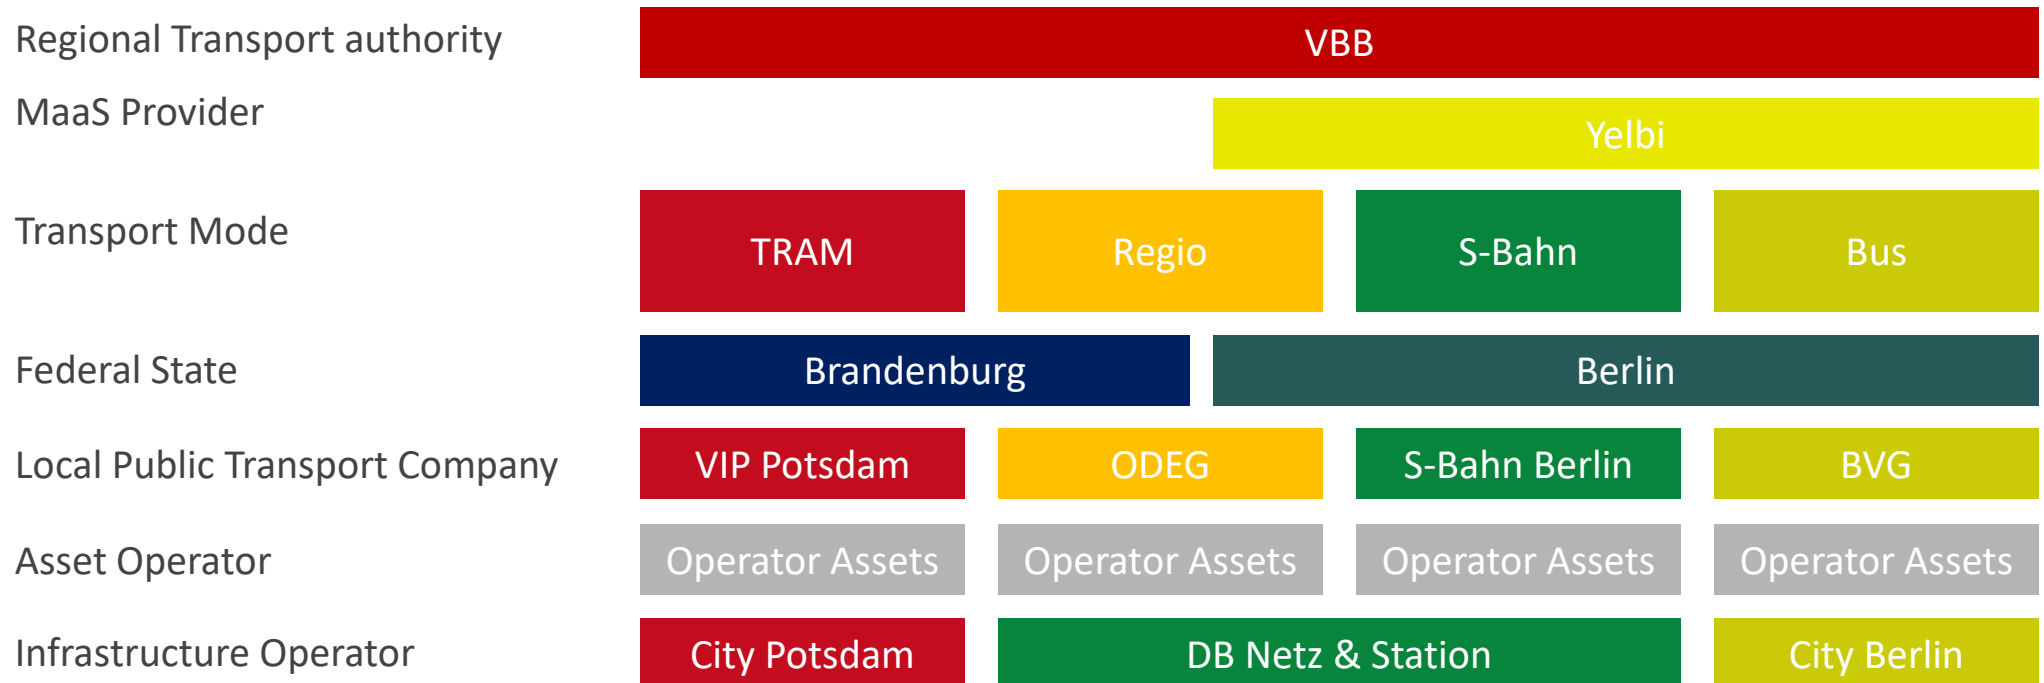 Regional Transport authority
VBB
MaaS Provider
Yelbi
Transport Mode
TRAM
Regio
S-Bahn
Bus
Federal State
Brandenburg
Berlin
Local Public Transport Company
VIP Potsdam
ODEG
S-Bahn Berlin
BVG
Asset Operator
Operator Assets
Operator Assets
Operator Assets
Operator Assets
Infrastructure Operator
City Potsdam
DB Netz & Station
City Berlin